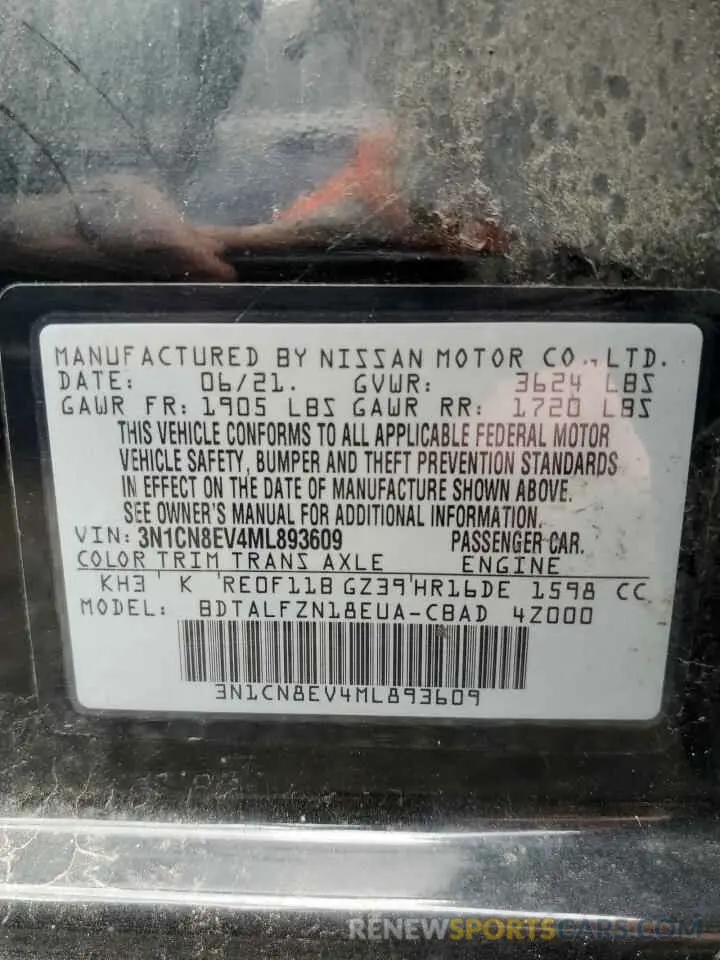 MANUFACTURED BY NISSAN MOTOR CO., LTD.
DATE: 06/21. GVWR: 3624 LBS
GAWR FR: 1905 LBS GAWR RR: 1720 LBS
THIS VEHICLE CONFORMS TO ALL APPLICABLE FEDERAL MOTOR
VEHICLE SAFETY, BUMPER AND THEFT PREVENTION STANDARDS
IN EFFECT ON THE DATE OF MANUFACTURE SHOWN ABOVE.
SEE OWNER'S MANUAL FOR ADDITIONAL INFORMATION.
VIN: 3N1CN8EV4ML893609 PASSENGER CAR.
COLOR TRIM TRANS AXLE ENGINE
KH3 K RE0F11B GZ39 HR16DE 1598 CC
MODEL: BDTALFZN18EUA-CBAD 4Z000
3N1CN8EV4ML893609
RENEWSPORTSCARS.COM